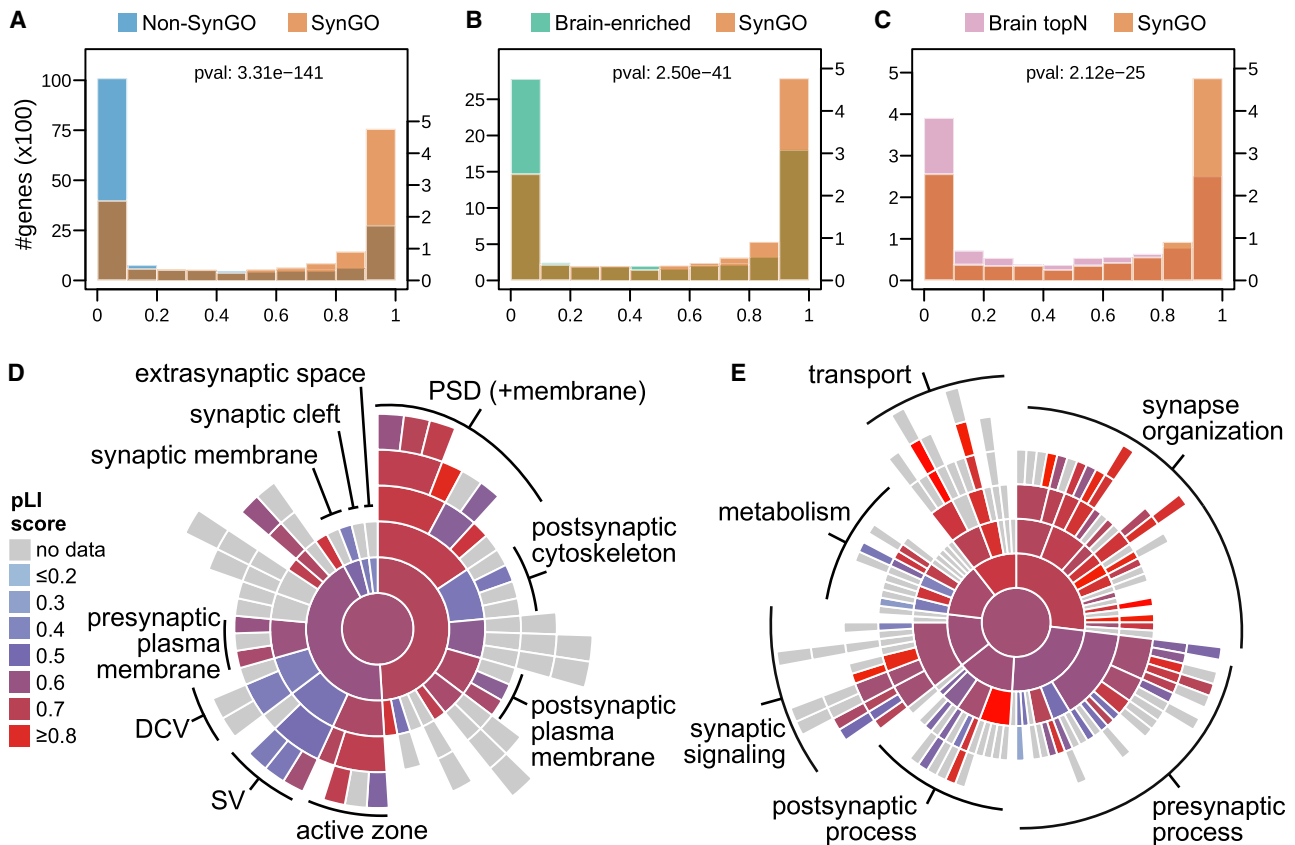 A
Non-SynGO
SynGO
pval: 3.31e−141
#genes (x100)
100
75
50
25
0
5
4
3
2
1
0
0
0.2
0.4
0.6
0.8
1
B
Brain-enriched
SynGO
pval: 2.50e−41
25
20
15
10
5
0
5
4
3
2
1
0
0
0.2
0.4
0.6
0.8
1
C
Brain topN
SynGO
pval: 2.12e−25
5
4
3
2
1
0
5
4
3
2
1
0
0
0.2
0.4
0.6
0.8
1
D
extrasynaptic space
synaptic cleft
synaptic membrane
PSD (+membrane)
postsynaptic
cytoskeleton
postsynaptic
plasma
membrane
active zone
SV
DCV
presynaptic
plasma
membrane
pLI
score
no data
≤0.2
0.3
0.4
0.5
0.6
0.7
≥0.8
E
transport
synapse
organization
metabolism
synaptic
signaling
postsynaptic
process
presynaptic
process